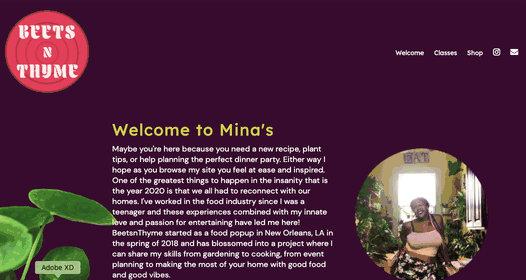 BEETS
N
THYME
Welcome Classes Shop
Welcome to Mina's
Maybe you're here because you need a new recipe, plant
tips, or help planning the perfect dinner party. Either way I
hope as you browse my site you feel at ease and inspired.
One of the greatest things to happen in the insanity that is
the year 2020 is that we all had to reconnect with our
homes. I've worked in the food industry since I was a
teenager and these experiences combined with my innate
love and passion for entertaining have led me here!
BeetsnThyme started as a food popup in New Orleans, LA in
the spring of 2018 and has blossomed into a project where I
can share my skills from gardening to cooking, from event
planning to making the most of your home with good food
and good vibes.
Adobe XD